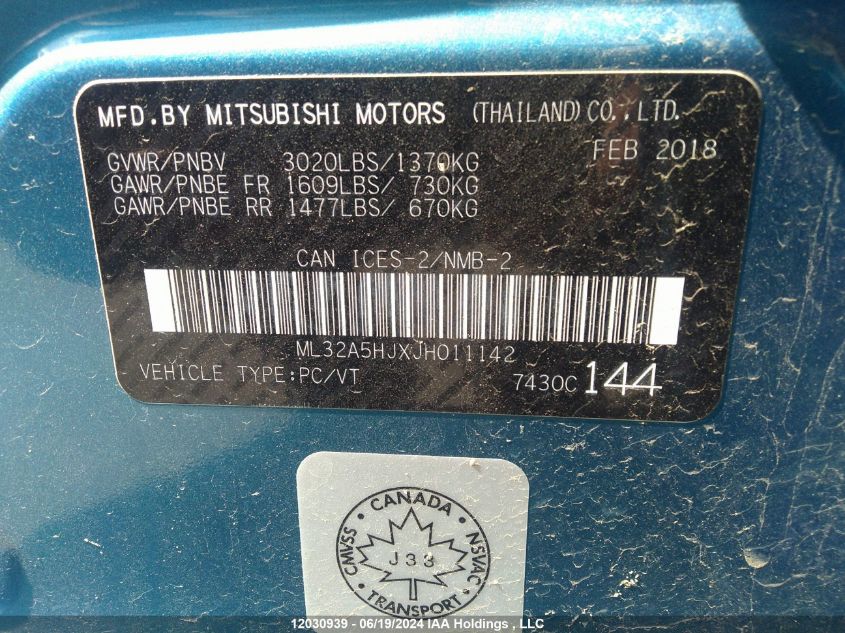 MFD.BY MITSUBISHI MOTORS (THAILAND) CO., LTD.
GVWR/PNBV 3020LBS/1370KG FEB 2018
GAWR/PNBE FR 1609LBS/ 730KG
GAWR/PNBE RR 1477LBS/ 670KG
CAN ICES-2/NMB-2
ML32A5HJXJH011142
VEHICLE TYPE:PC/VT 7430C 144
• CANADA •
CMVSS J33 NSVAC
• TRANSPORT •
12030939 - 06/19/2024 IAA Holdings , LLC